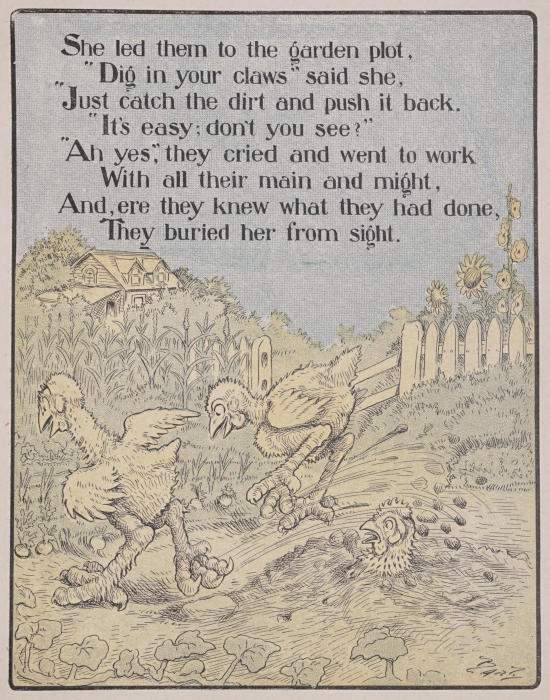 She led them to the garden plot,
"Dig in your claws" said she,
"Just catch the dirt and push it back.
"It's easy; don't you see?"
"Ah yes," they cried and went to work
With all their main and might,
And, ere they knew what they had done,
They buried her from sight.